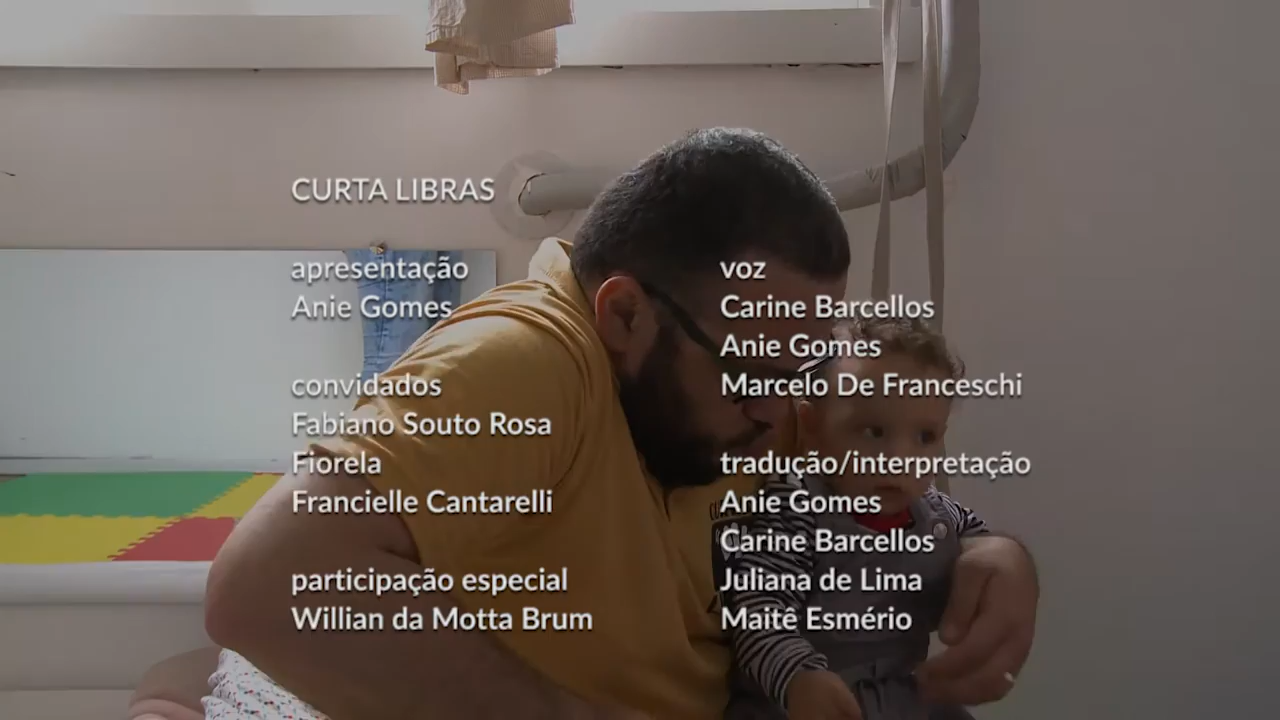 CURTA LIBRAS
apresentação
Anie Gomes
convidados
Fabiano Souto Rosa
Fiorela
Francielle Cantarelli
participação especial
Willian da Motta Brum
voz
Carine Barcellos
Anie Gomes
Marcelo De Franceschi
tradução/interpretação
Anie Gomes
Carine Barcellos
Juliana de Lima
Maitê Esmério